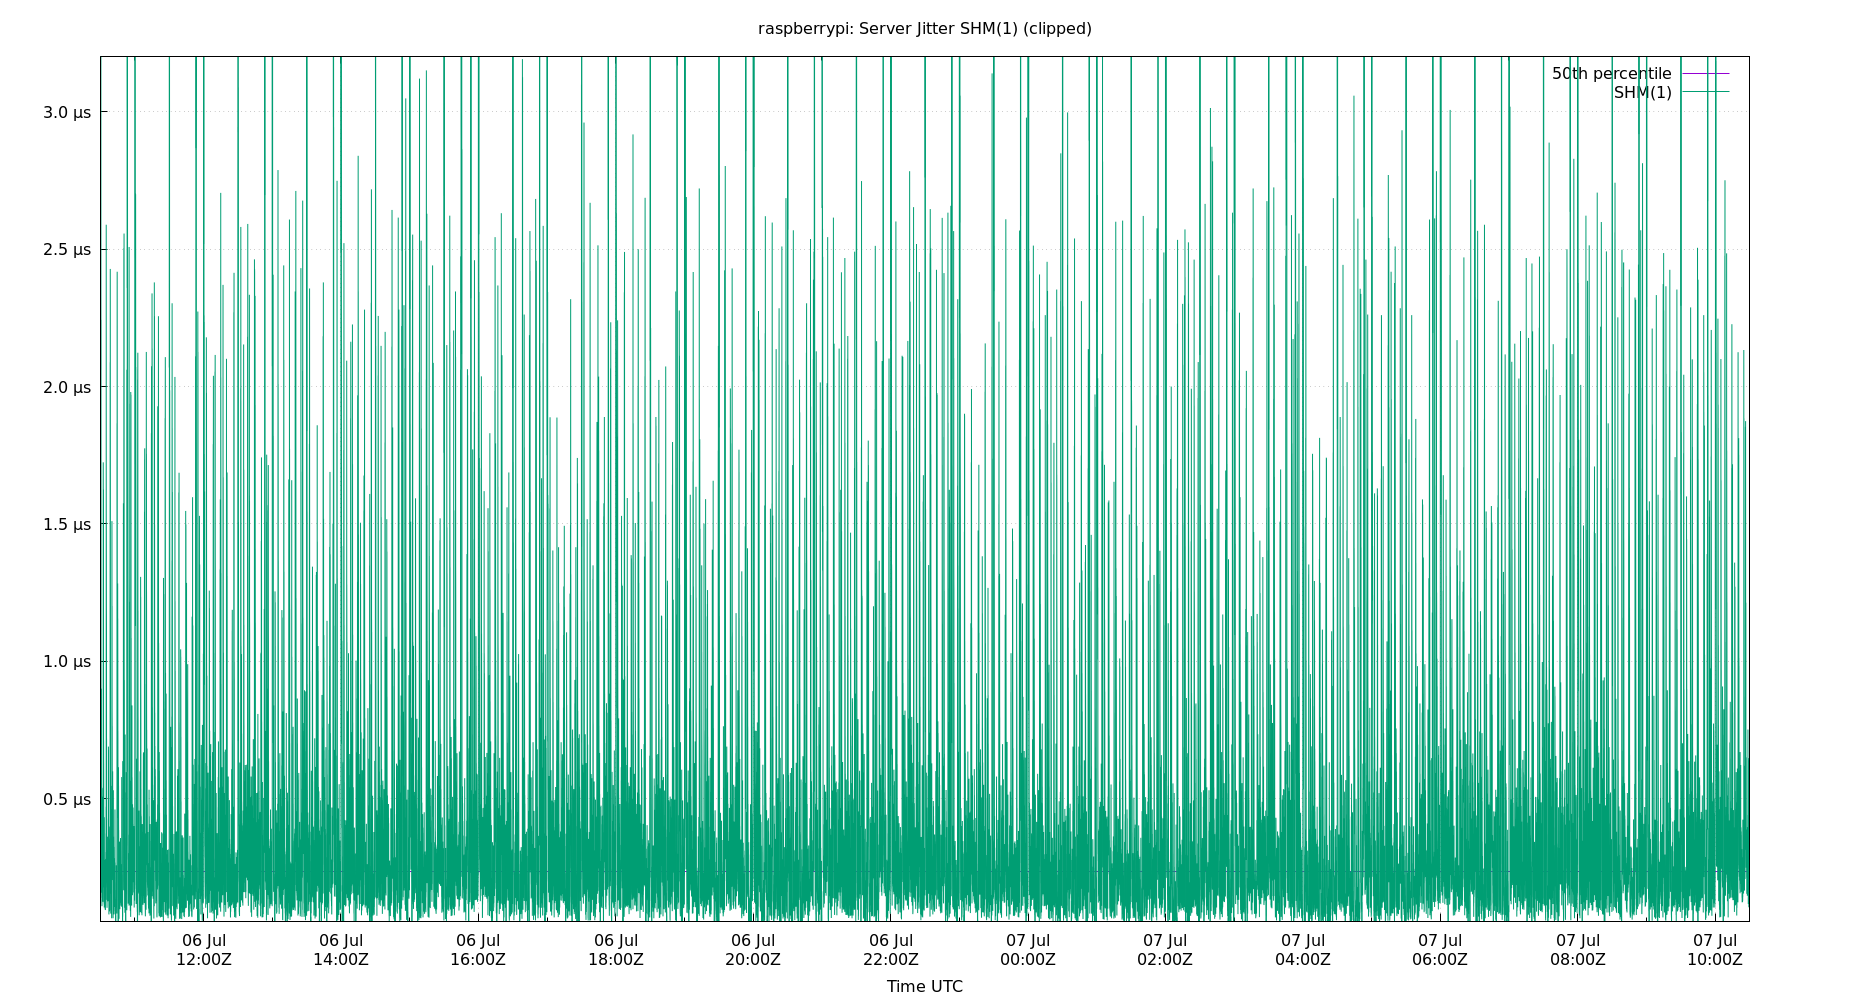 raspberrypi: Server Jitter SHM(1) (clipped)
50th percentile
SHM(1)
3.0 µs
2.5 µs
2.0 µs
1.5 µs
1.0 µs
0.5 µs
06 Jul 06 Jul 06 Jul 06 Jul 06 Jul 06 Jul 07 Jul 07 Jul 07 Jul 07 Jul 07 Jul 07 Jul
12:00Z 14:00Z 16:00Z 18:00Z 20:00Z 22:00Z 00:00Z 02:00Z 04:00Z 06:00Z 08:00Z 10:00Z
Time UTC